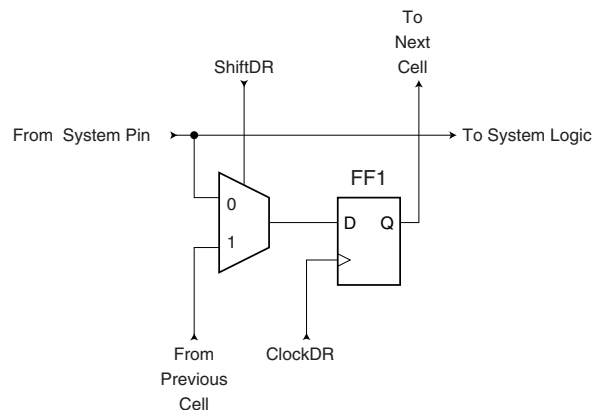 To
Next
Cell
ShiftDR
From System Pin
To System Logic
FF1
0
D Q
1
From
Previous
Cell
ClockDR